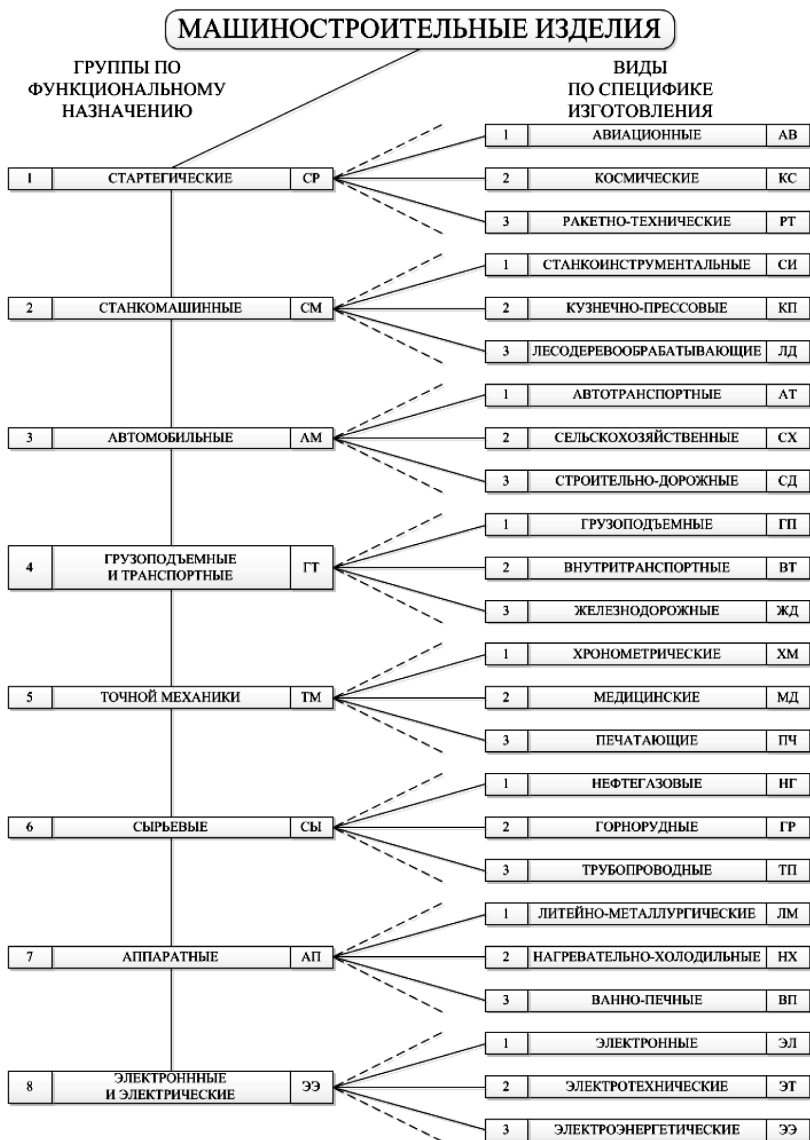 МАШИНОСТРОИТЕЛЬНЫЕ ИЗДЕЛИЯ
ГРУППЫ ПО
ФУНКЦИОНАЛЬНОМУ
НАЗНАЧЕНИЮ
ВИДЫ
ПО СПЕЦИФИКЕ
ИЗГОТОВЛЕНИЯ
1 СТАРТЕГИЧЕСКИЕ СР
1 АВИАЦИОННЫЕ АВ
2 КОСМИЧЕСКИЕ КС
3 РАКЕТНО-ТЕХНИЧЕСКИЕ РТ
2 СТАНКОМАШИННЫЕ СМ
1 СТАНКОИНСТРУМЕНТАЛЬНЫЕ СИ
2 КУЗНЕЧНО-ПРЕССОВЫЕ КП
3 ЛЕСОДЕРЕВООБРАБАТЫВАЮЩИЕ ЛД
3 АВТОМОБИЛЬНЫЕ АМ
1 АВТОТРАНСПОРТНЫЕ АТ
2 СЕЛЬСКОХОЗЯЙСТВЕННЫЕ СХ
3 СТРОИТЕЛЬНО-ДОРОЖНЫЕ СД
4 ГРУЗОПОДЪЕМНЫЕ
И ТРАНСПОРТНЫЕ ГТ
1 ГРУЗОПОДЪЕМНЫЕ ГП
2 ВНУТРИТРАНСПОРТНЫЕ ВТ
3 ЖЕЛЕЗНОДОРОЖНЫЕ ЖД
5 ТОЧНОЙ МЕХАНИКИ ТМ
1 ХРОНОМЕТРИЧЕСКИЕ ХМ
2 МЕДИЦИНСКИЕ МД
3 ПЕЧАТАЮЩИЕ ПЧ
6 СЫРЬЕВЫЕ СЫ
1 НЕФТЕГАЗОВЫЕ НГ
2 ГОРНОРУДНЫЕ ГР
3 ТРУБОПРОВОДНЫЕ ТП
7 АППАРАТНЫЕ АП
1 ЛИТЕЙНО-МЕТАЛЛУРГИЧЕСКИЕ ЛМ
2 НАГРЕВАТЕЛЬНО-ХОЛОДИЛЬНЫЕ НХ
3 ВАННО-ПЕЧНЫЕ ВП
8 ЭЛЕКТРОНННЫЕ
И ЭЛЕКТРИЧЕСКИЕ ЭЭ
1 ЭЛЕКТРОННЫЕ ЭЛ
2 ЭЛЕКТРОТЕХНИЧЕСКИЕ ЭТ
3 ЭЛЕКТРОЭНЕРГЕТИЧЕСКИЕ ЭЭ